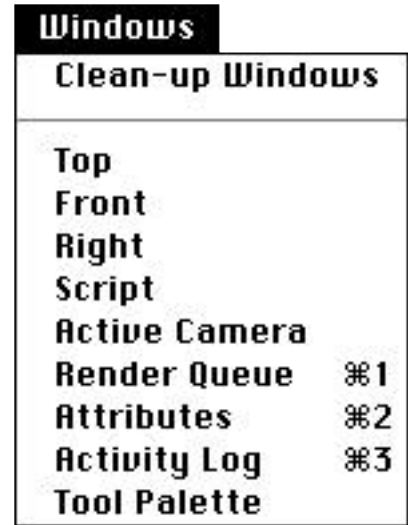 Windows
Clean-up Windows
Top
Front
Right
Script
Active Camera
Render Queue ⌘1
Attributes ⌘2
Activity Log ⌘3
Tool Palette